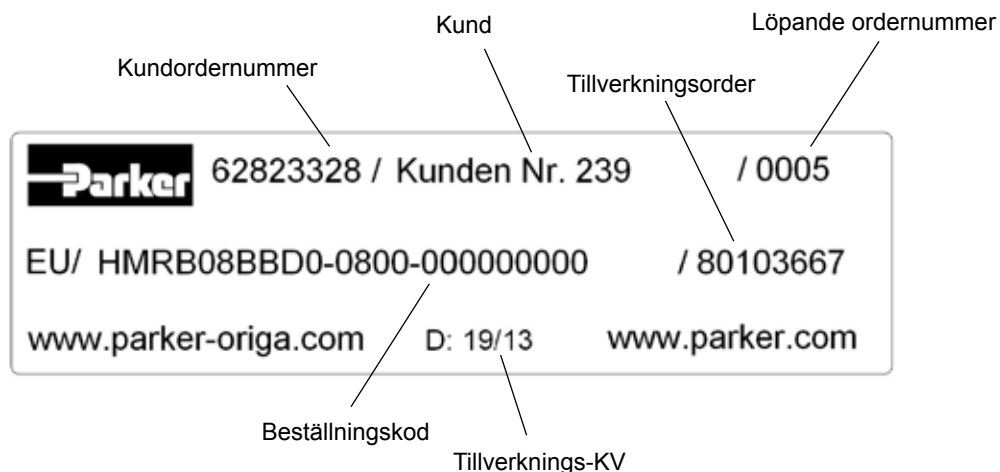 Kund
Löpande ordernummer
Kundordernummer
Tillverkningsorder
Parker 62823328 / Kunden Nr. 239 / 0005
EU/ HMRB08BBD0-0800-000000000 / 80103667
www.parker-origa.com D: 19/13 www.parker.com
Beställningskod
Tillverknings-KV